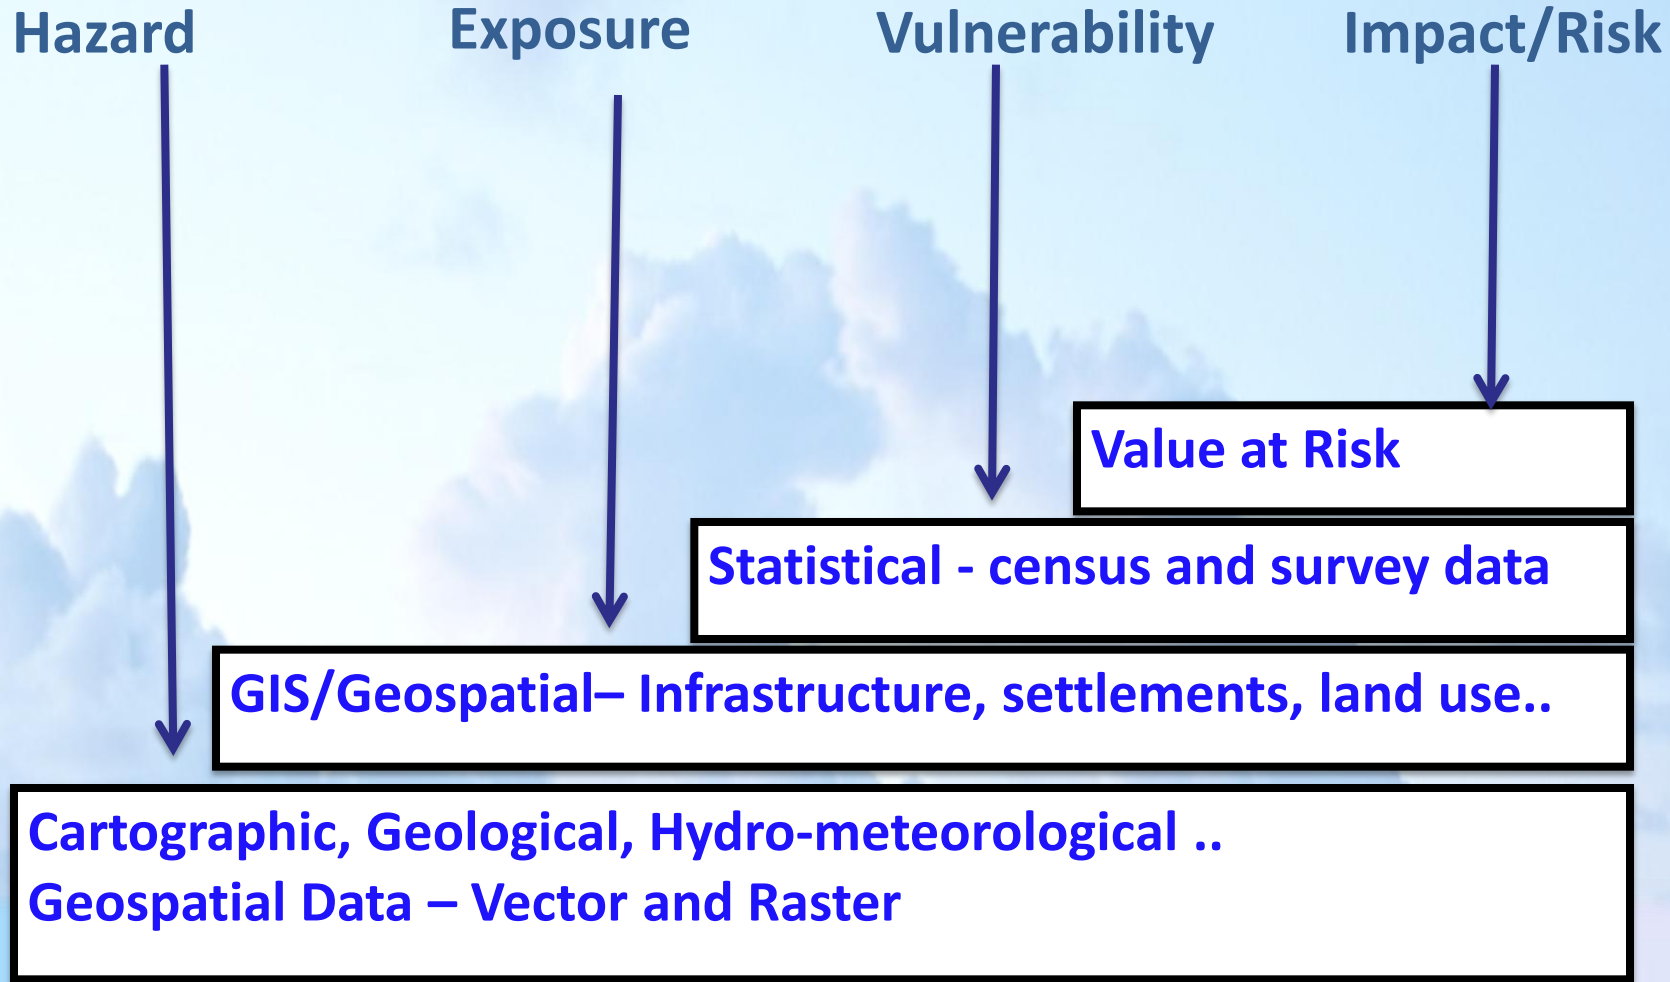 Hazard
Exposure
Vulnerability
Impact/Risk
Value at Risk
Statistical - census and survey data
GIS/Geospatial– Infrastructure, settlements, land use..
Cartographic, Geological, Hydro-meteorological ..
Geospatial Data – Vector and Raster